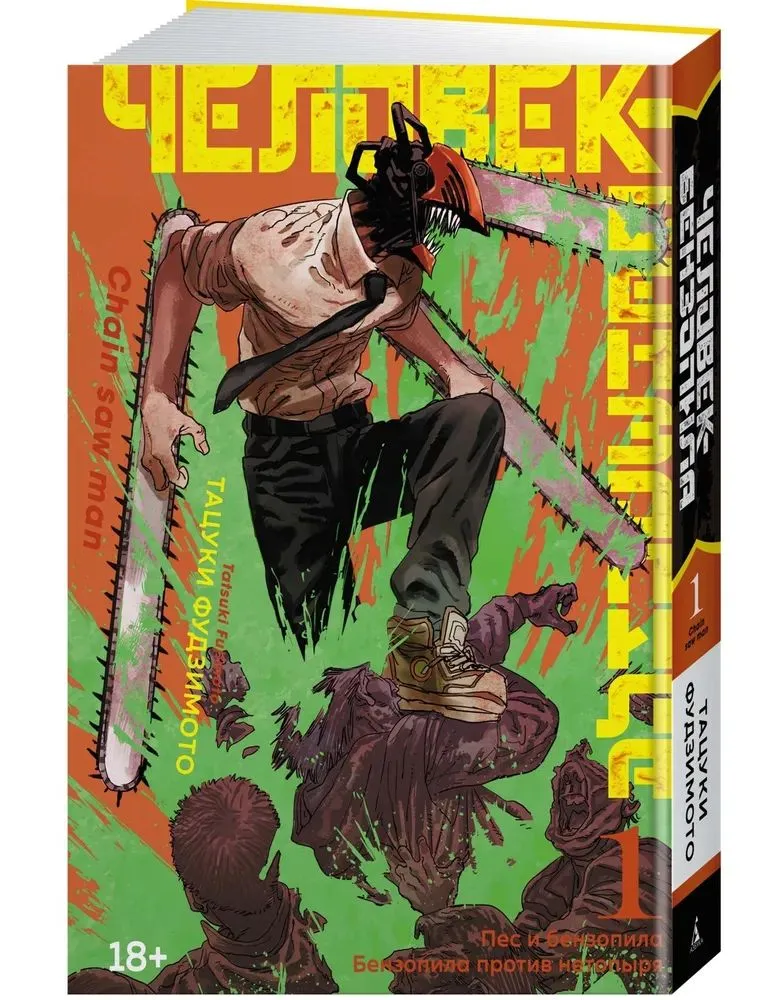 ЧЕЛОВЕК-
БЕНЗОПИЛА
Chain saw man
ТАЦУКИ ФУДЗИМОТО
Tatsuki Fujimoto
1
Пес и бензопила
Бензопила против нетопыря
18+
ЧЕЛОВЕК-
БЕНЗОПИЛА
1
Chain
saw man
ТАЦУКИ
ФУДЗИМОТО
АЗБУКА